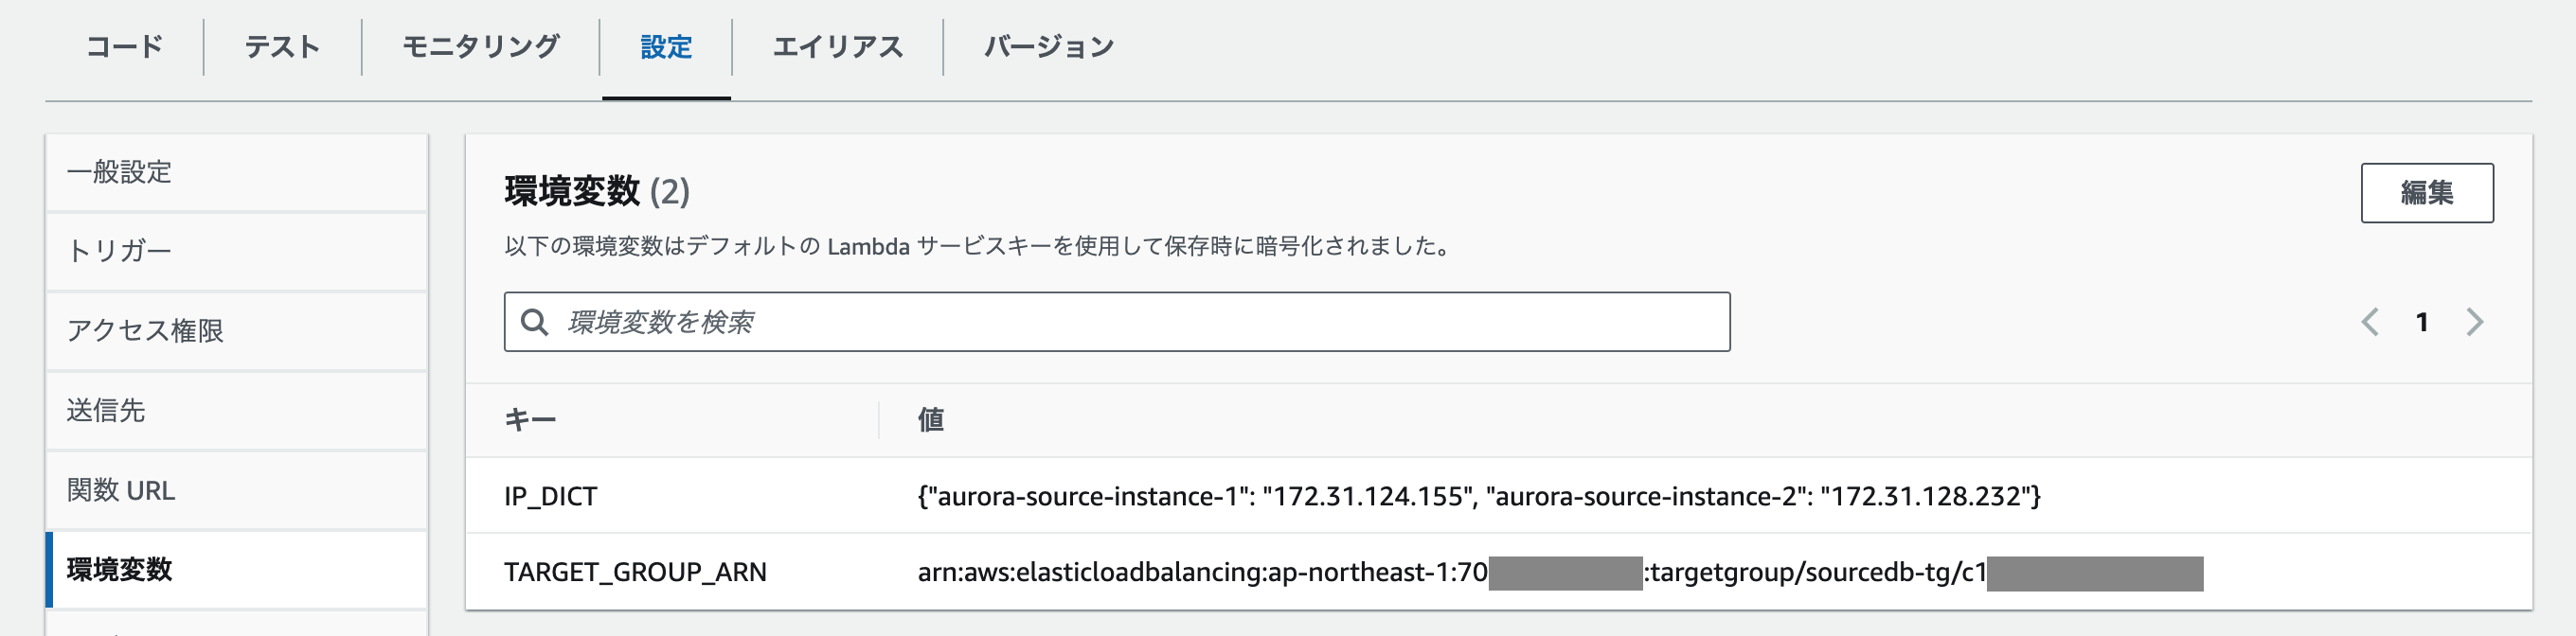 コード テスト モニタリング 設定 エイリアス バージョン
一般設定
トリガー
アクセス権限
送信先
関数 URL
環境変数
環境変数 (2)
編集
以下の環境変数はデフォルトの Lambda サービスキーを使用して保存時に暗号化されました。
環境変数を検索
1
キー 値
IP_DICT {"aurora-source-instance-1": "172.31.124.155", "aurora-source-instance-2": "172.31.128.232"}
TARGET_GROUP_ARN arn:aws:elasticloadbalancing:ap-northeast-1:70 :targetgroup/sourcedb-tg/c1